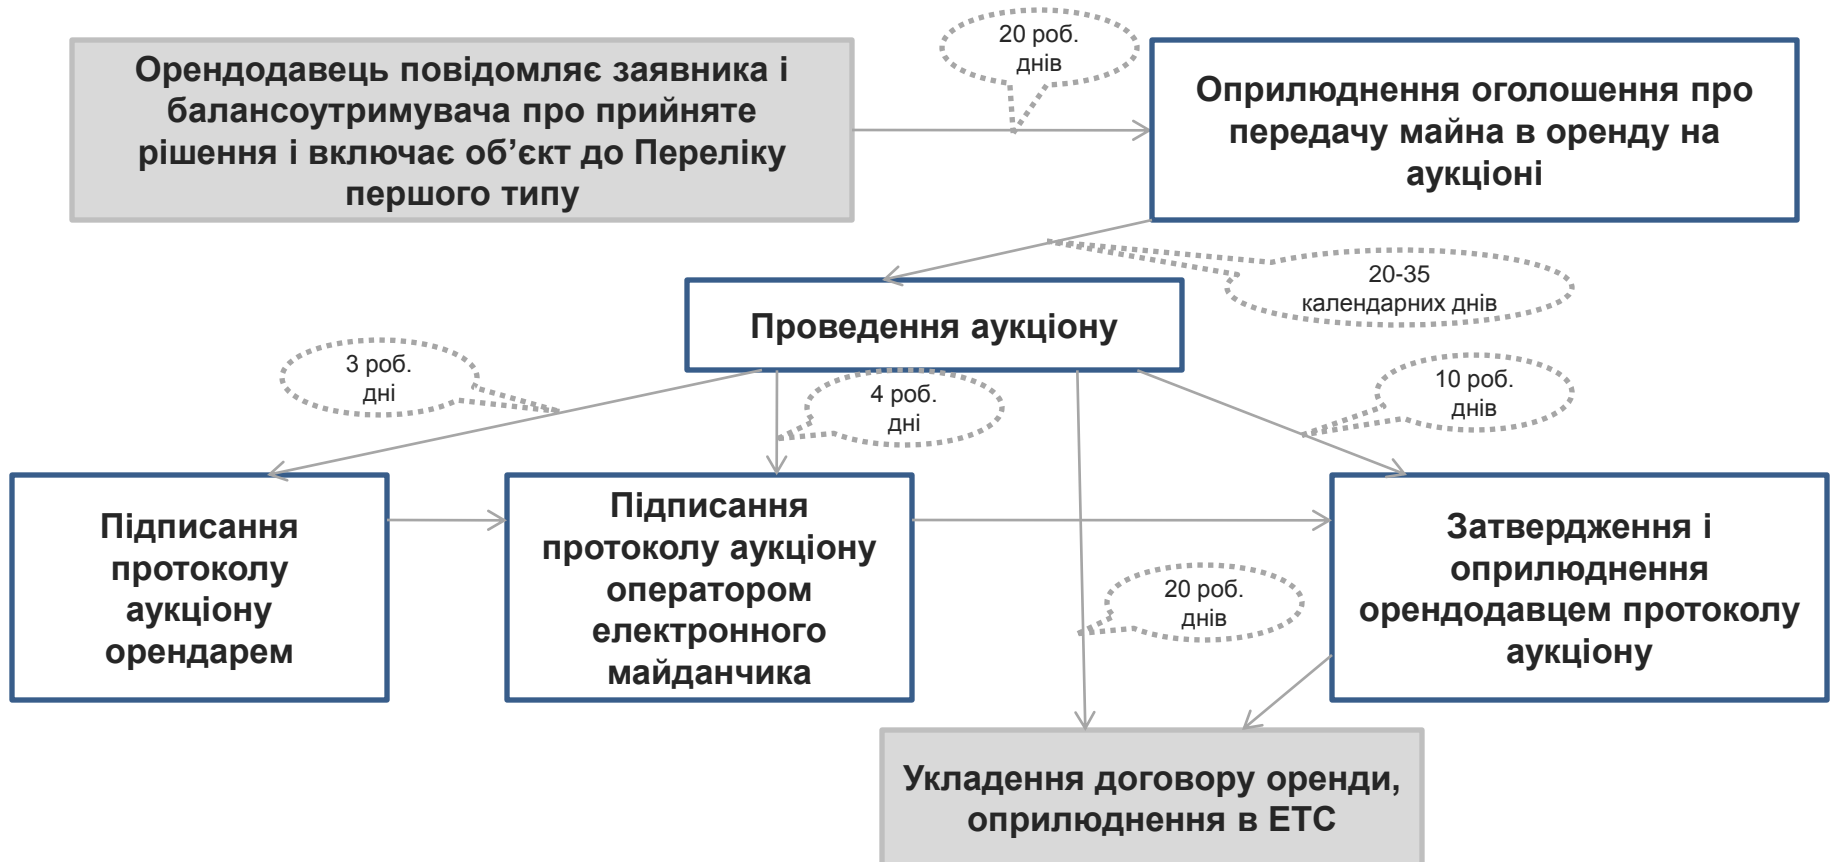 20 роб.
днів
Орендодавець повідомляє заявника і
балансоутримувача про прийняте
рішення і включає об’єкт до Переліку
першого типу
Оприлюднення оголошення про
передачу майна в оренду на
аукціоні
20-35
календарних днів
Проведення аукціону
3 роб.
дні
4 роб.
дні
10 роб.
днів
Підписання
протоколу
аукціону
орендарем
Підписання
протоколу аукціону
оператором
електронного
майданчика
20 роб.
днів
Затвердження і
оприлюднення
орендодавцем протоколу
аукціону
Укладення договору оренди,
оприлюднення в ЕТС